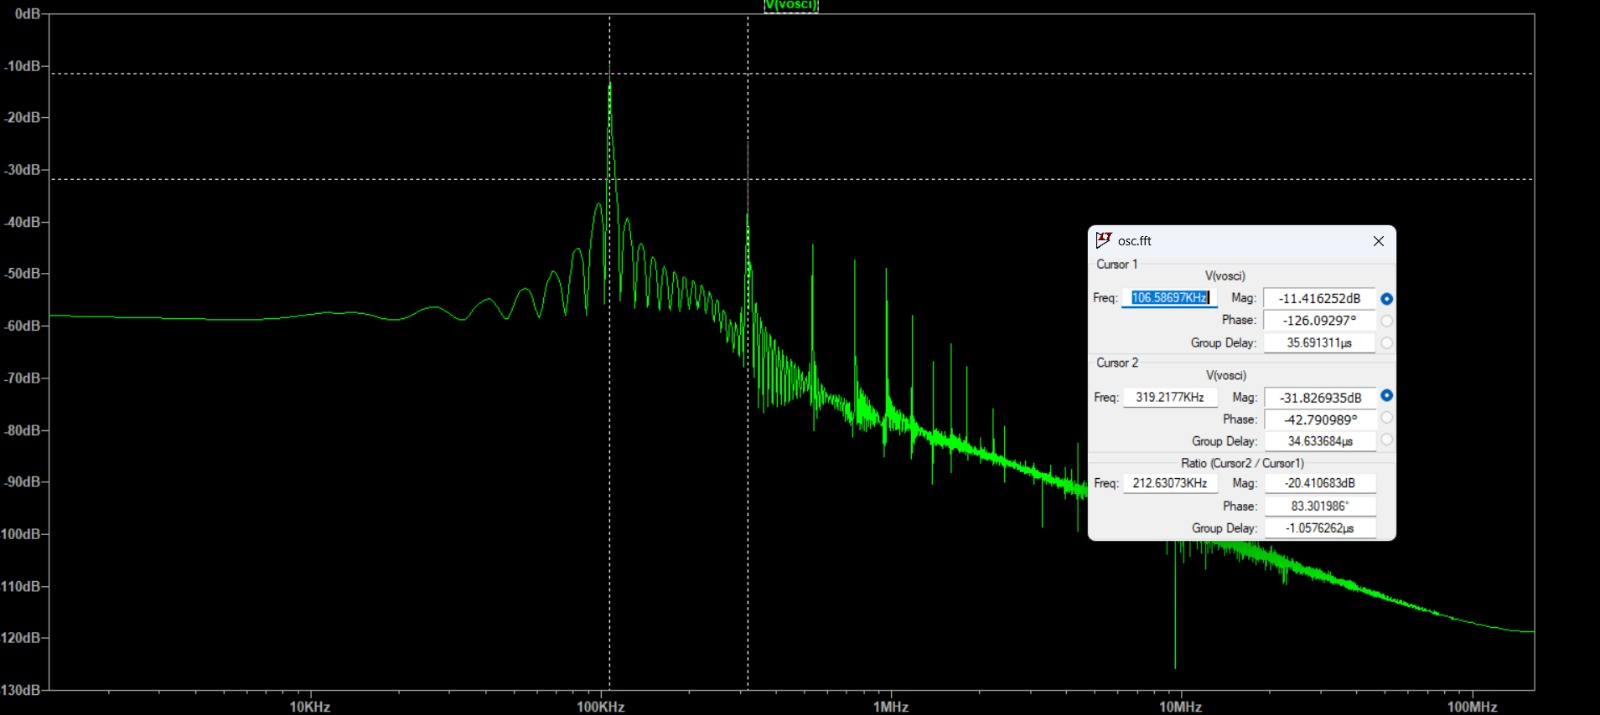 V(vosci)
0dB
-10dB
-20dB
-30dB
-40dB
-50dB
-60dB
-70dB
-80dB
-90dB
100dB
110dB
120dB
130dB
10KHz 100KHz 1MHz 10MHz 100MHz
osc.fft
Cursor 1
V(vosci)
Freq: 106.58697KHz Mag: -11.416252dB
Phase: -126.09297°
Group Delay: 35.691311µs
Cursor 2
V(vosci)
Freq: 319.2177KHz Mag: -31.826935dB
Phase: -42.790989°
Group Delay: 34.633684µs
Ratio (Cursor2 / Cursor1)
Freq: 212.63073KHz Mag: -20.410683dB
Phase: 83.301986°
Group Delay: -1.0576262µs